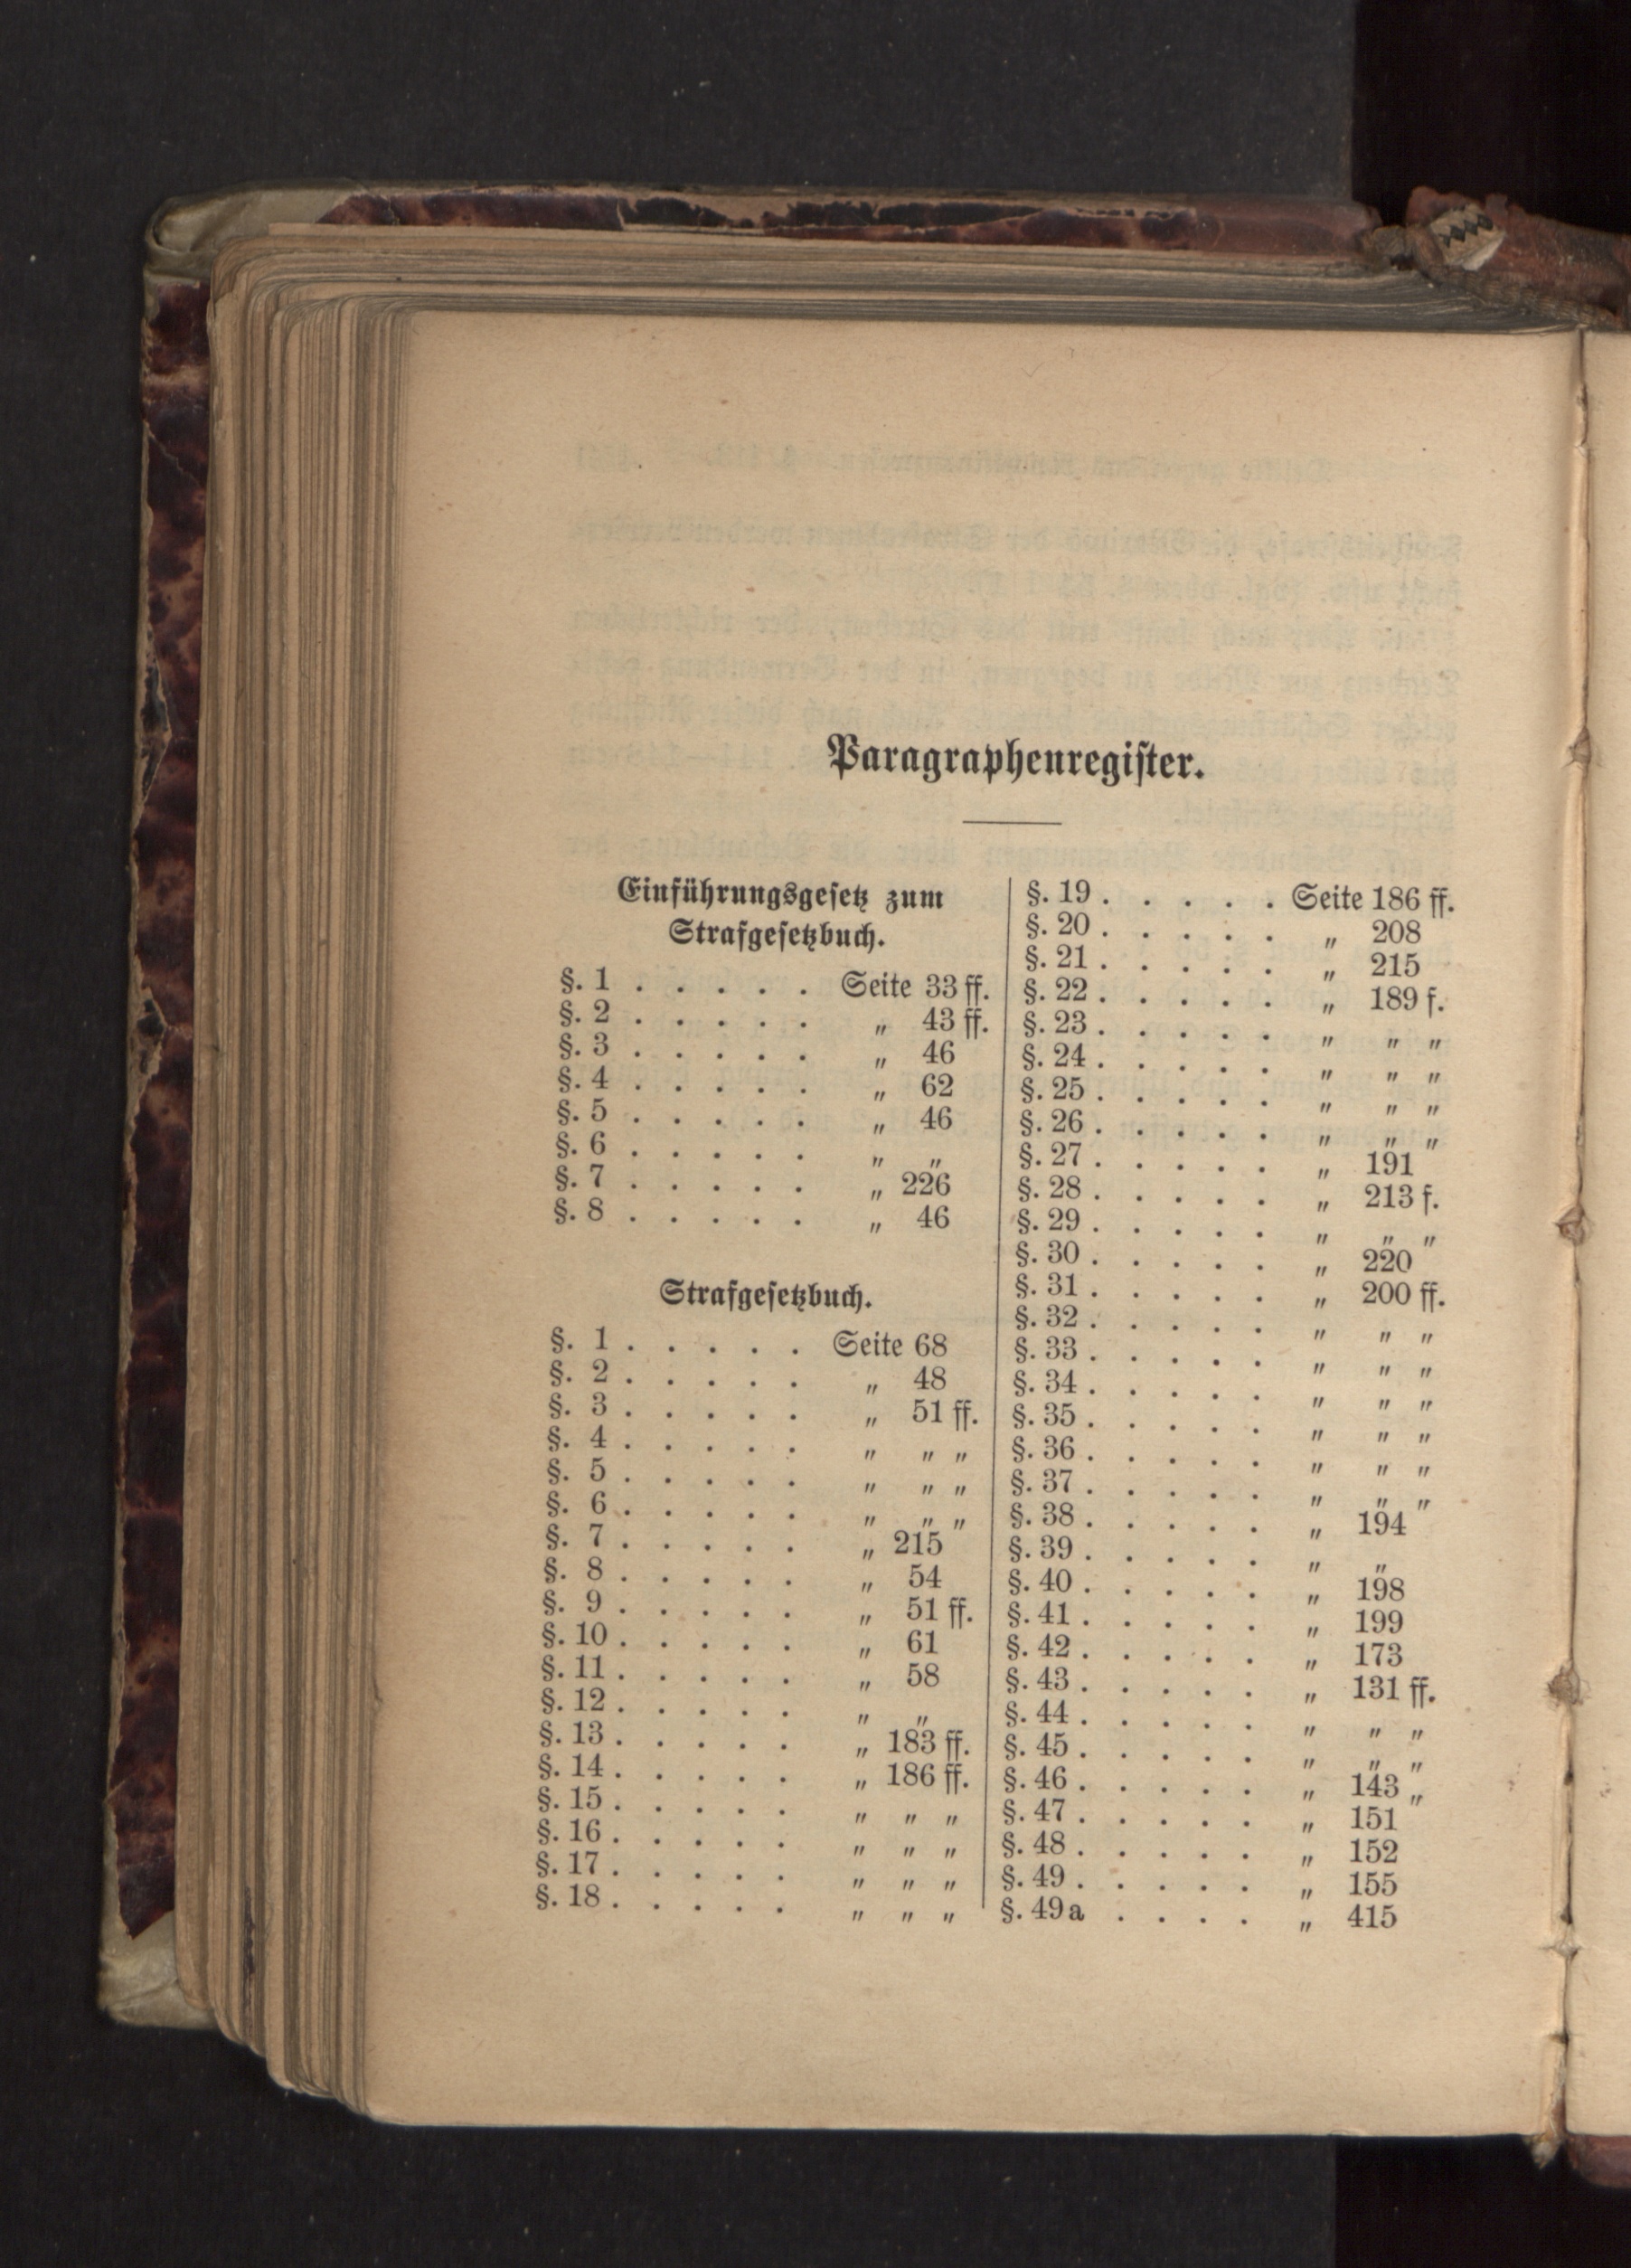 Paragraphenregiſter.
Einführungsgeſetz zum
Strafgeſetzbuch.
§. 1 . . . . . Seite 33 ff.
§. 2 . . . . . „ 43 ff.
§. 3 . . . . . „ 46
§. 4 . . . . . „ 62
§. 5 . . . . . „ 46
§. 6 . . . . . „ „
§. 7 . . . . . „ 226
§. 8 . . . . . „ 46
Strafgeſetzbuch.
§. 1 . . . . . Seite 68
§. 2 . . . . . „ 48
§. 3 . . . . . „ 51 ff.
§. 4 . . . . . „ „ „
§. 5 . . . . . „ „ „
§. 6 . . . . . „ „ „
§. 7 . . . . . „ 215
§. 8 . . . . . „ 54
§. 9 . . . . . „ 51 ff.
§. 10 . . . . . „ 61
§. 11 . . . . . „ 58
§. 12 . . . . . „ „
§. 13 . . . . . „ 183 ff.
§. 14 . . . . . „ 186 ff.
§. 15 . . . . . „ „ „
§. 16 . . . . . „ „ „
§. 17 . . . . . „ „ „
§. 18 . . . . . „ „ „
§. 19 . . . . . Seite 186 ff.
§. 20 . . . . . „ 208
§. 21 . . . . . „ 215
§. 22 . . . . . „ 189 f.
§. 23 . . . . . „ „ „
§. 24 . . . . . „ „ „
§. 25 . . . . . „ „ „
§. 26 . . . . . „ „ „
§. 27 . . . . . „ 191
§. 28 . . . . . „ 213 f.
§. 29 . . . . . „ „ „
§. 30 . . . . . „ 220
§. 31 . . . . . „ 200 ff.
§. 32 . . . . . „ „ „
§. 33 . . . . . „ „ „
§. 34 . . . . . „ „ „
§. 35 . . . . . „ „ „
§. 36 . . . . . „ „ „
§. 37 . . . . . „ „ „
§. 38 . . . . . „ 194
§. 39 . . . . . „ „
§. 40 . . . . . „ 198
§. 41 . . . . . „ 199
§. 42 . . . . . „ 173
§. 43 . . . . . „ 131 ff.
§. 44 . . . . . „ „ „
§. 45 . . . . . „ „ „
§. 46 . . . . . „ 143 „
§. 47 . . . . . „ 151
§. 48 . . . . . „ 152
§. 49 . . . . . „ 155
§. 49a . . . . „ 415